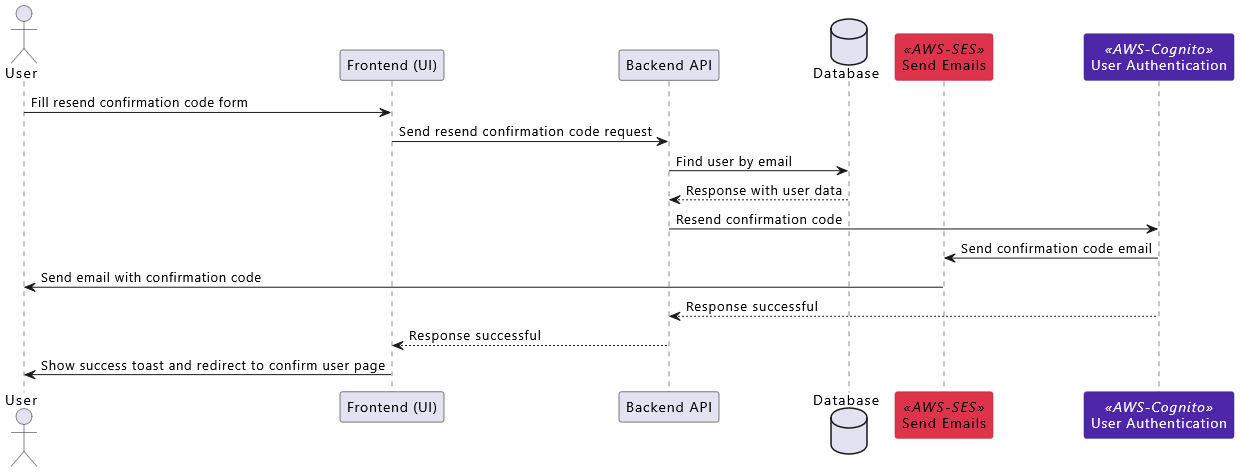 User
Frontend (UI)
Backend API
Database
«AWS-SES»
Send Emails
«AWS-Cognito»
User Authentication
Fill resend confirmation code form
Send resend confirmation code request
Find user by email
Response with user data
Resend confirmation code
Send confirmation code email
Send email with confirmation code
Response successful
Response successful
Show success toast and redirect to confirm user page
User
Frontend (UI)
Backend API
Database
«AWS-SES»
Send Emails
«AWS-Cognito»
User Authentication